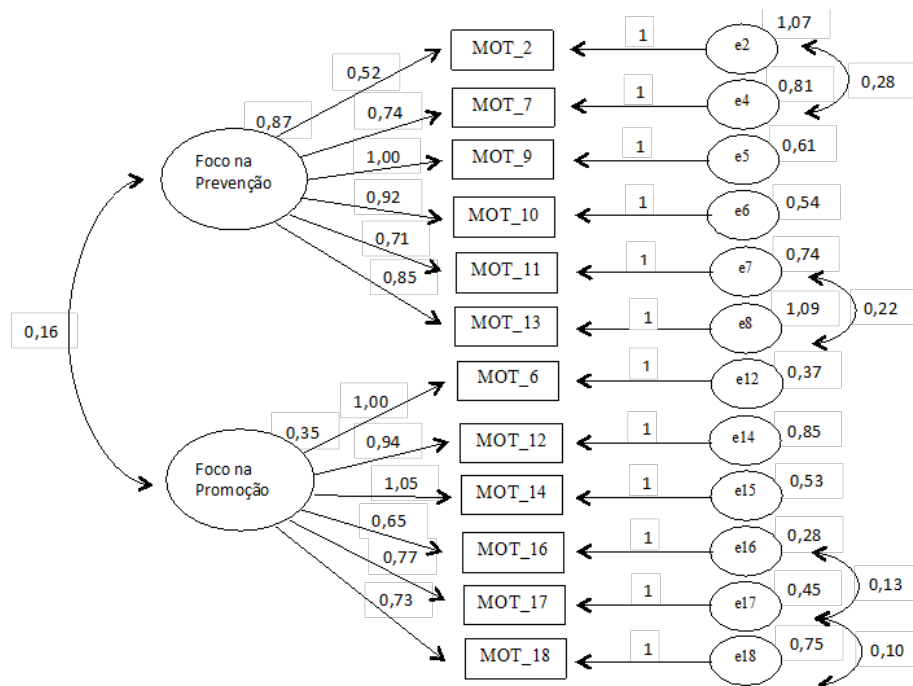 1,07
MOT_2
1
e2
0,52
0,81
0,28
MOT_7
1
e4
0,87
0,74
0,61
MOT_9
1
e5
1,00
Foco na
Prevenção
0,92
0,54
MOT_10
1
e6
0,71
0,74
MOT_11
1
e7
0,85
1,09
0,22
MOT_13
1
e8
0,16
0,37
MOT_6
1
e12
1,00
0,35
0,94
MOT_12
1
e14
0,85
Foco na
Promoção
1,05
MOT_14
1
e15
0,53
0,65
MOT_16
1
e16
0,28
0,77
0,13
MOT_17
1
e17
0,45
0,73
MOT_18
1
e18
0,75
0,10